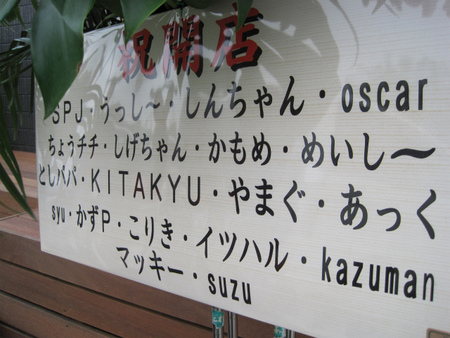 祝開店
SPJ・うっし～・しんちゃん・oscar
ちょうチチ・しげちゃん・かもめ・めいし～
としパパ・KITAKYU・やまぐ・あっく
syu・かずP・こりき・イツハル・kazuman
マッキー・suzu